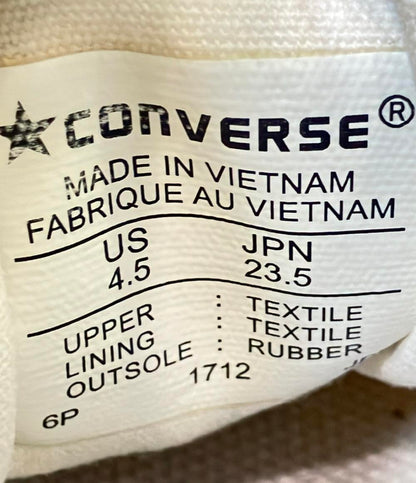 ★CONVERSE®
MADE IN VIETNAM
FABRIQUE AU VIETNAM
US JPN
4.5 23.5
UPPER : TEXTILE
LINING : TEXTILE
OUTSOLE : RUBBER
6P 1712